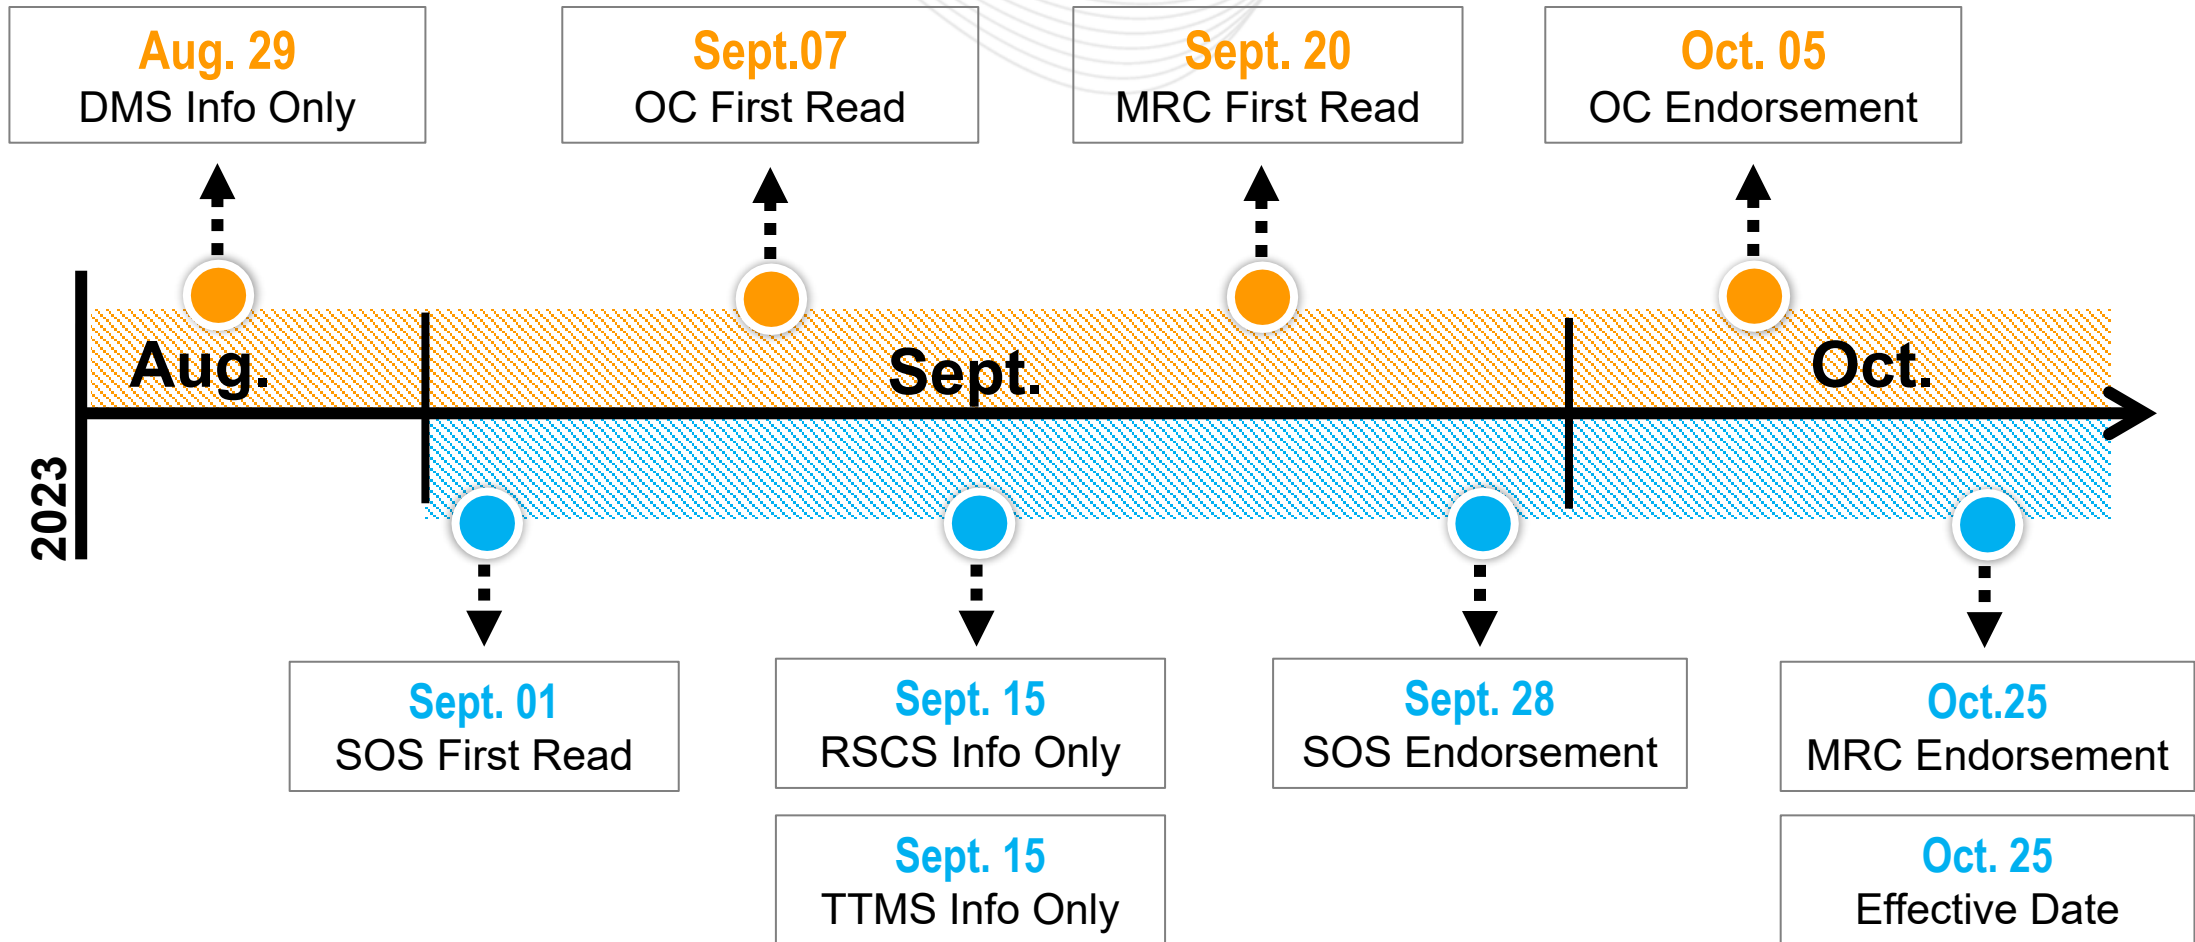 Aug. 29
DMS Info Only
Sept.07
OC First Read
Sept. 20
MRC First Read
Oct. 05
OC Endorsement
Aug.
Sept.
Oct.
2023
Sept. 01
SOS First Read
Sept. 15
RSCS Info Only
Sept. 15
TTMS Info Only
Sept. 28
SOS Endorsement
Oct.25
MRC Endorsement
Oct. 25
Effective Date